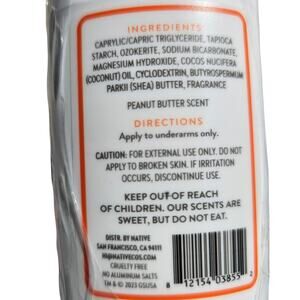 INGREDIENTS
CAPRYLIC/CAPRIC TRIGLYCERIDE, TAPIOCA
STARCH, OZOKERITE, SODIUM BICARBONATE,
MAGNESIUM HYDROXIDE, COCOS NUCIFERA
(COCONUT) OIL, CYCLODEXTRIN, BUTYROSPERMUM
PARKII (SHEA) BUTTER, FRAGRANCE
PEANUT BUTTER SCENT
DIRECTIONS
Apply to underarms only.
CAUTION: FOR EXTERNAL USE ONLY. DO NOT
APPLY TO BROKEN SKIN. IF IRRITATION
OCCURS, DISCONTINUE USE.
KEEP OUT OF REACH
OF CHILDREN. OUR SCENTS ARE
SWEET, BUT DO NOT EAT.
DISTR. BY NATIVE
SAN FRANCISCO, CA 94111
HI@NATIVECOS.COM
CRUELTY FREE
NO ALUMINUM SALTS
TM & © 2023 GSUSA
8 12154 03855 2